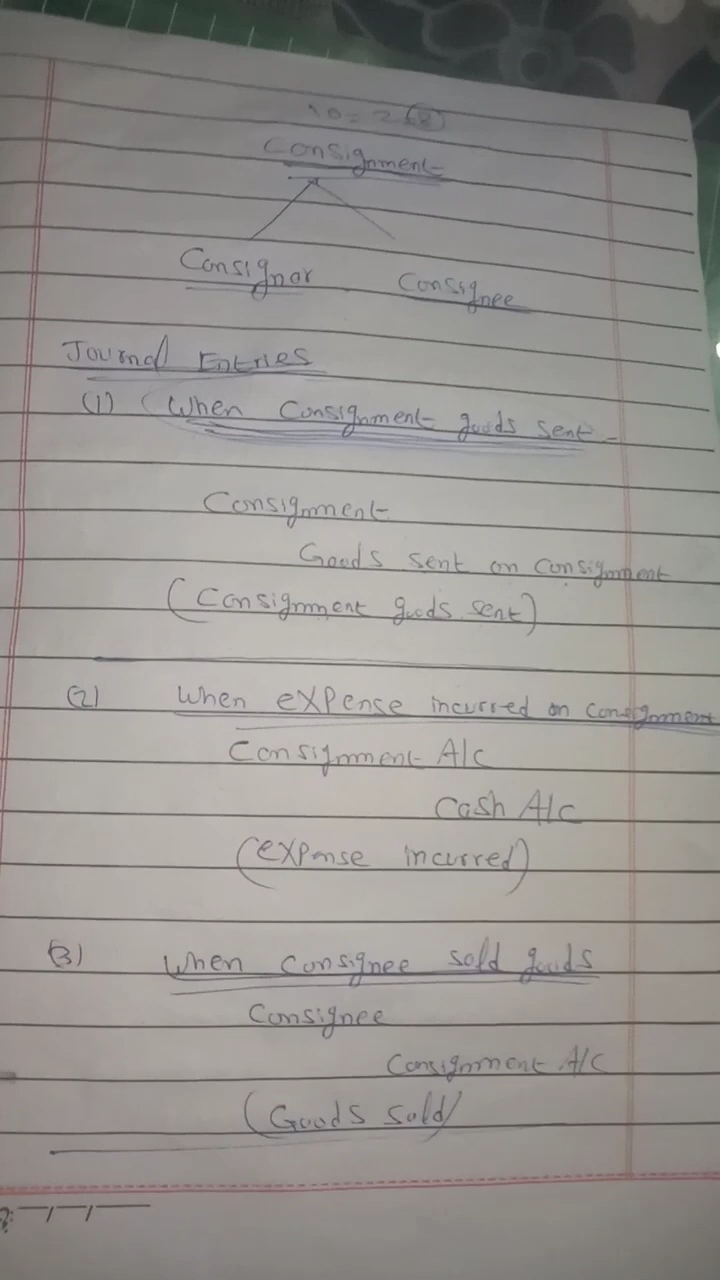 Consignment
Consignor Consignee
Journal Entries
(1) (When Consignment goods sent
Consignment
Goods sent on consignment
(Consignment goods sent)
(2) When expense incurred on consignment
Consignment A/c
Cash A/c
(expense incurred)
(3) When consignee sold goods
Consignee
Consignment A/c
(Goods sold)